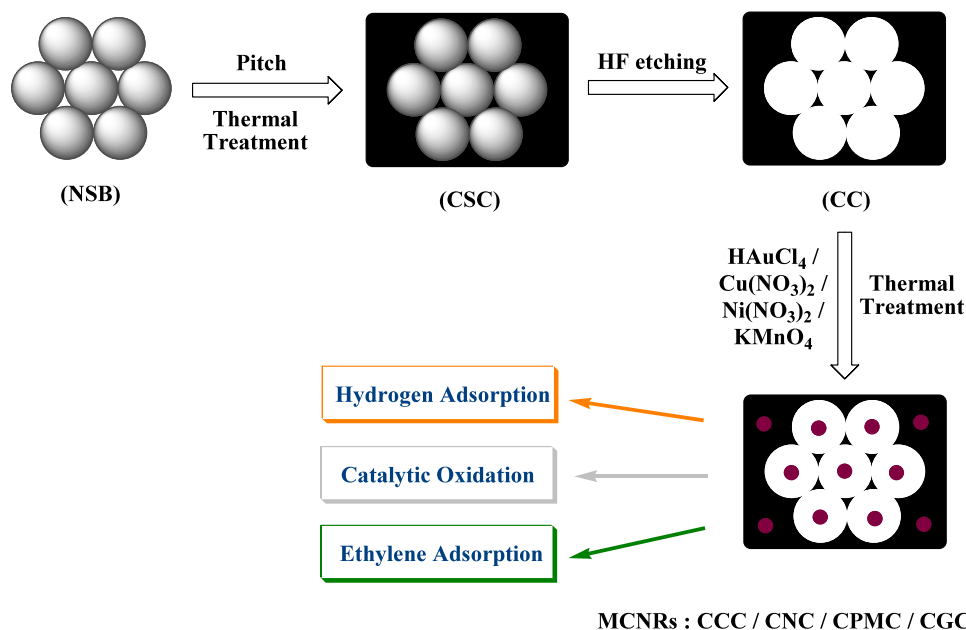 Pitch
Thermal
Treatment
HF etching
(NSB)
(CSC)
(CC)
HAuCl₄ /
Cu(NO₃)₂ /
Ni(NO₃)₂ /
KMnO₄
Thermal
Treatment
Hydrogen Adsorption
Catalytic Oxidation
Ethylene Adsorption
MCNRs : CCC / CNC / CPMC / CGC